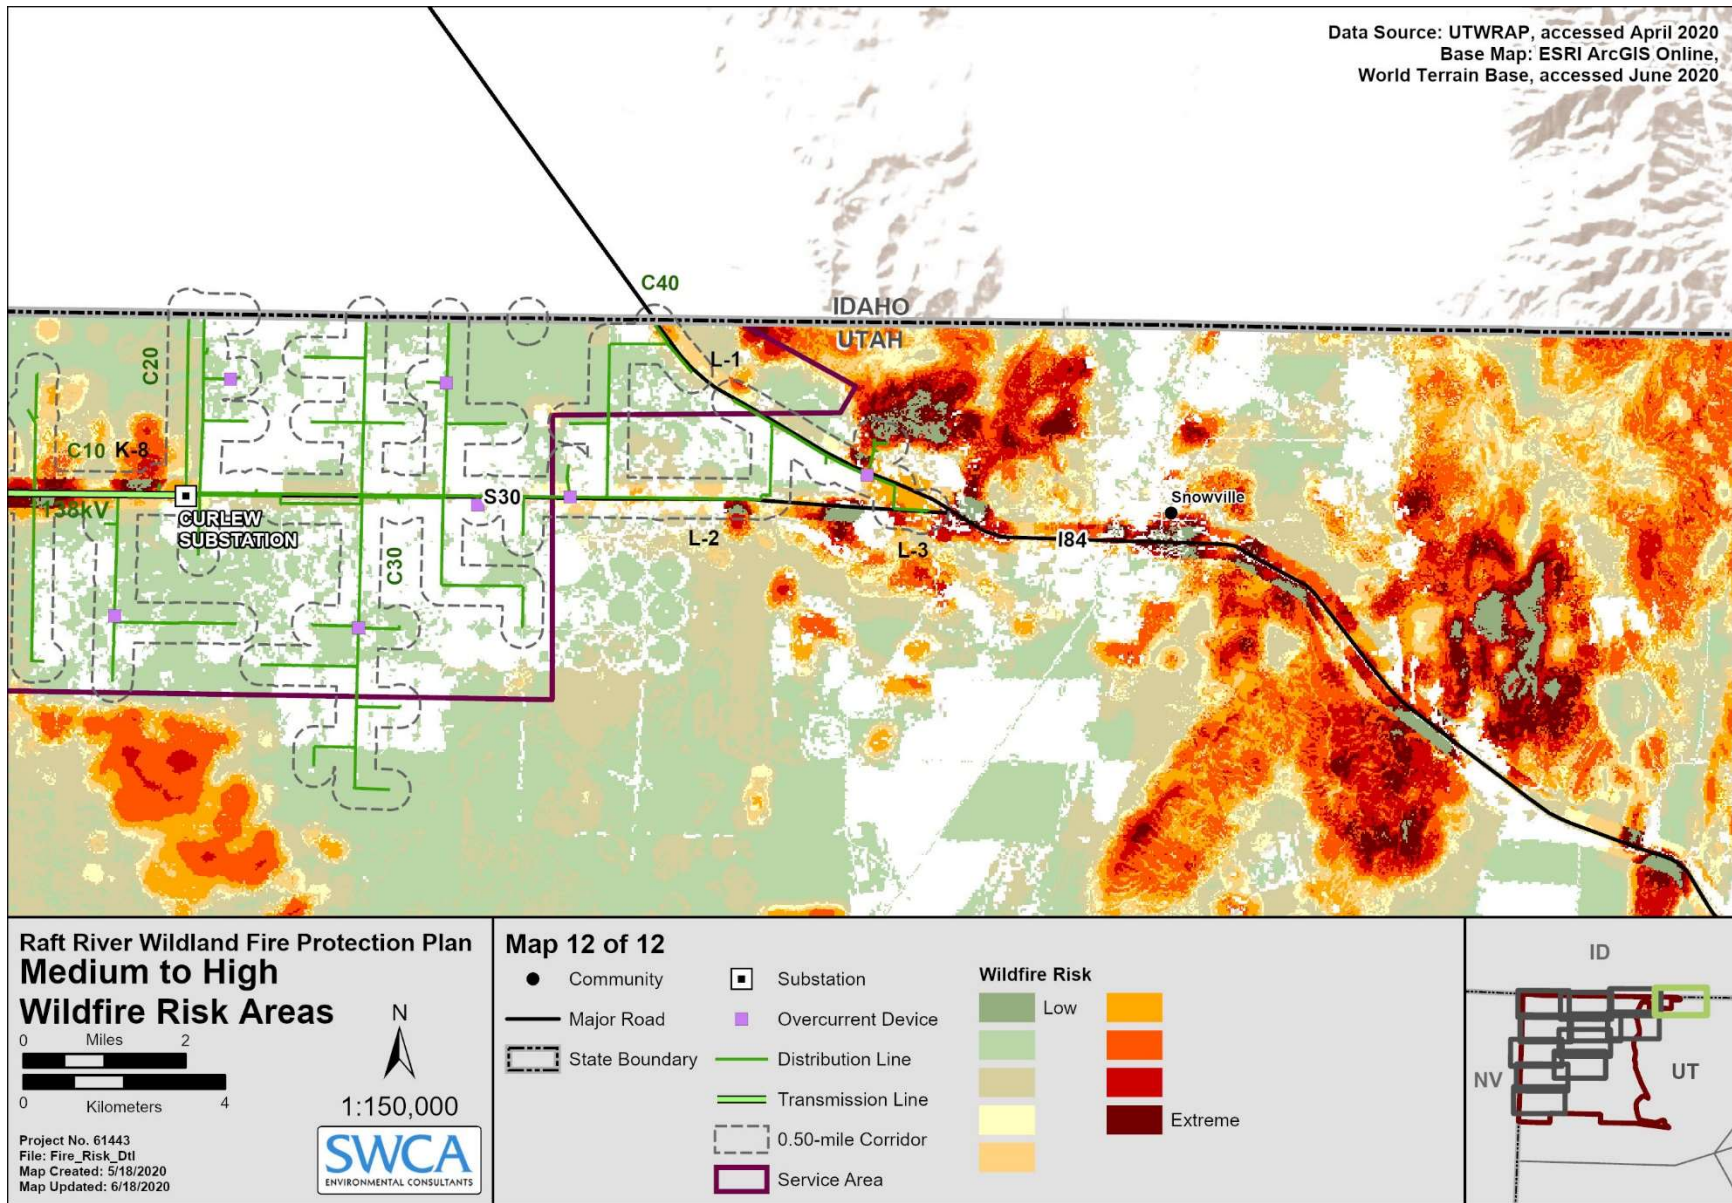 Data Source: UTWRAP, accessed April 2020
Base Map: ESRI ArcGIS Online,
World Terrain Base, accessed June 2020
C40
IDAHO
UTAH
C20
L-1
C10
K-8
138kV
CURLEW
SUBSTATION
S30
C30
L-2
L-3
Snowville
I84
Raft River Wildland Fire Protection Plan
Medium to High
Wildfire Risk Areas
0 Miles 2
0 Kilometers 4
N
1:150,000
Project No. 61443
File: Fire_Risk_Dtl
Map Created: 5/18/2020
Map Updated: 6/18/2020
SWCA
ENVIRONMENTAL CONSULTANTS
Map 12 of 12
Community
Major Road
State Boundary
Substation
Overcurrent Device
Distribution Line
Transmission Line
0.50-mile Corridor
Service Area
Wildfire Risk
Low
Extreme
ID
NV
UT